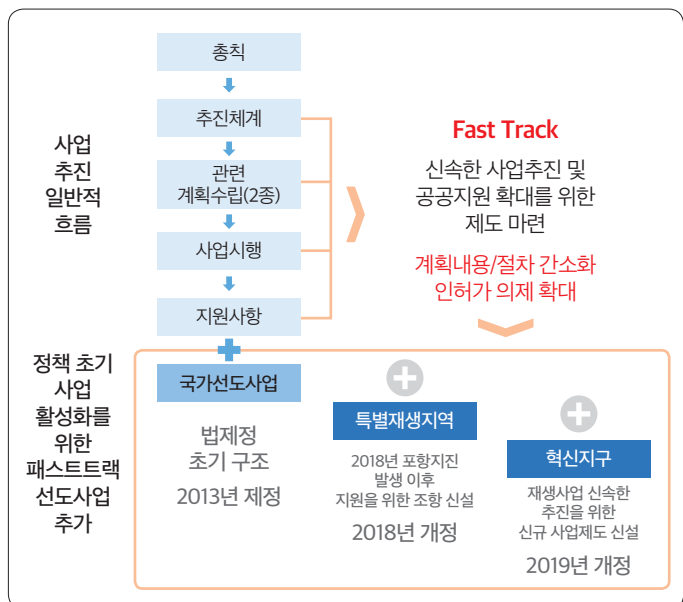 총칙
추진체계
관련
계획수립(2종)
사업시행
지원사항
사업
추진
일반적
흐름
Fast Track
신속한 사업추진 및
공공지원 확대를 위한
제도 마련
계획내용/절차 간소화
인허가 의제 확대
정책 초기
사업
활성화를
위한
패스트트랙
선도사업
추가
국가선도사업
법제정
초기 구조
2013년 제정
특별재생지역
2018년 포항지진
발생 이후
지원을 위한 조항 신설
2018년 개정
혁신지구
재생사업 신속한
추진을 위한
신규 사업제도 신설
2019년 개정